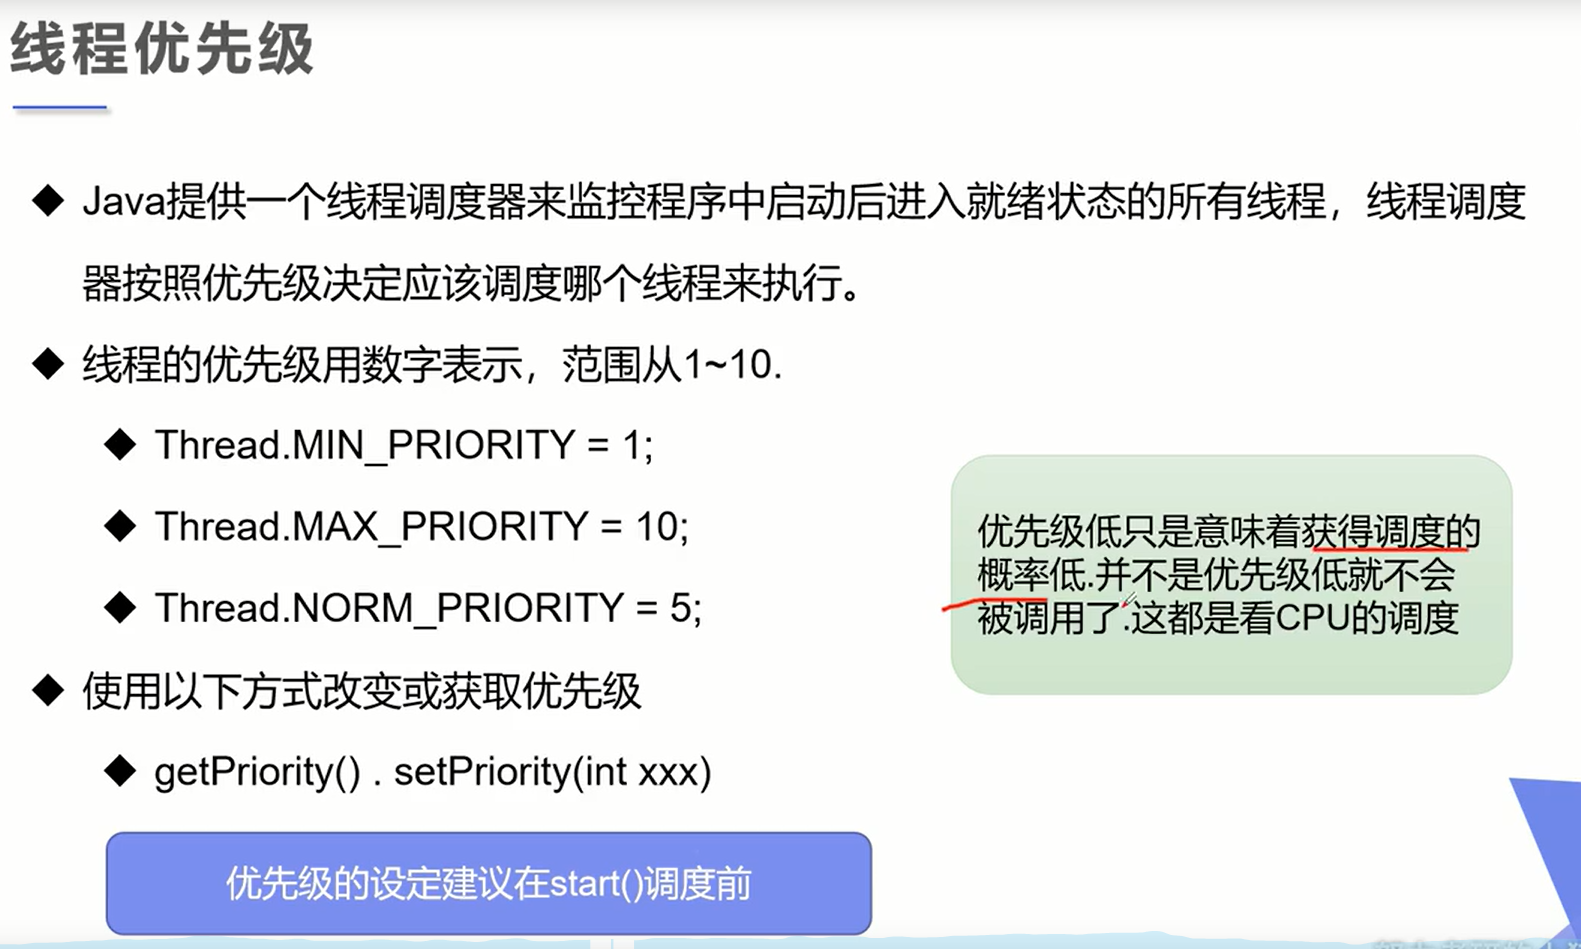 线程优先级
Java提供一个线程调度器来监控程序中启动后进入就绪状态的所有线程，线程调度
器按照优先级决定应该调度哪个线程来执行。
线程的优先级用数字表示，范围从1~10.
Thread.MIN_PRIORITY = 1;
Thread.MAX_PRIORITY = 10;
Thread.NORM_PRIORITY = 5;
使用以下方式改变或获取优先级
getPriority() . setPriority(int xxx)
优先级低只是意味着获得调度的
概率低.并不是优先级低就不会
被调用了.这都是看CPU的调度
优先级的设定建议在start()调度前